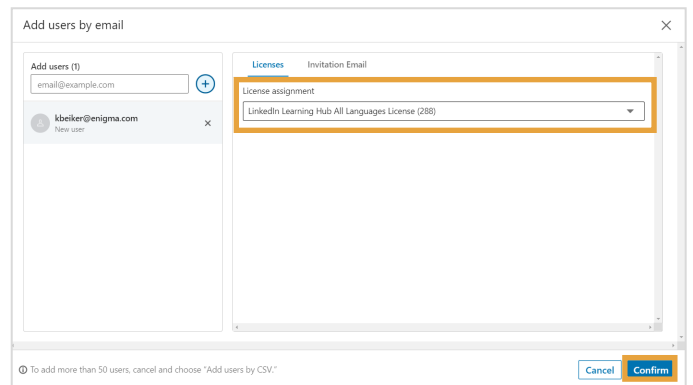 Add users by email
Add users (1)
email@example.com
kbeiker@enigma.com
New user
Licenses Invitation Email
License assignment
LinkedIn Learning Hub All Languages License (288)
To add more than 50 users, cancel and choose "Add users by CSV."
Cancel Confirm